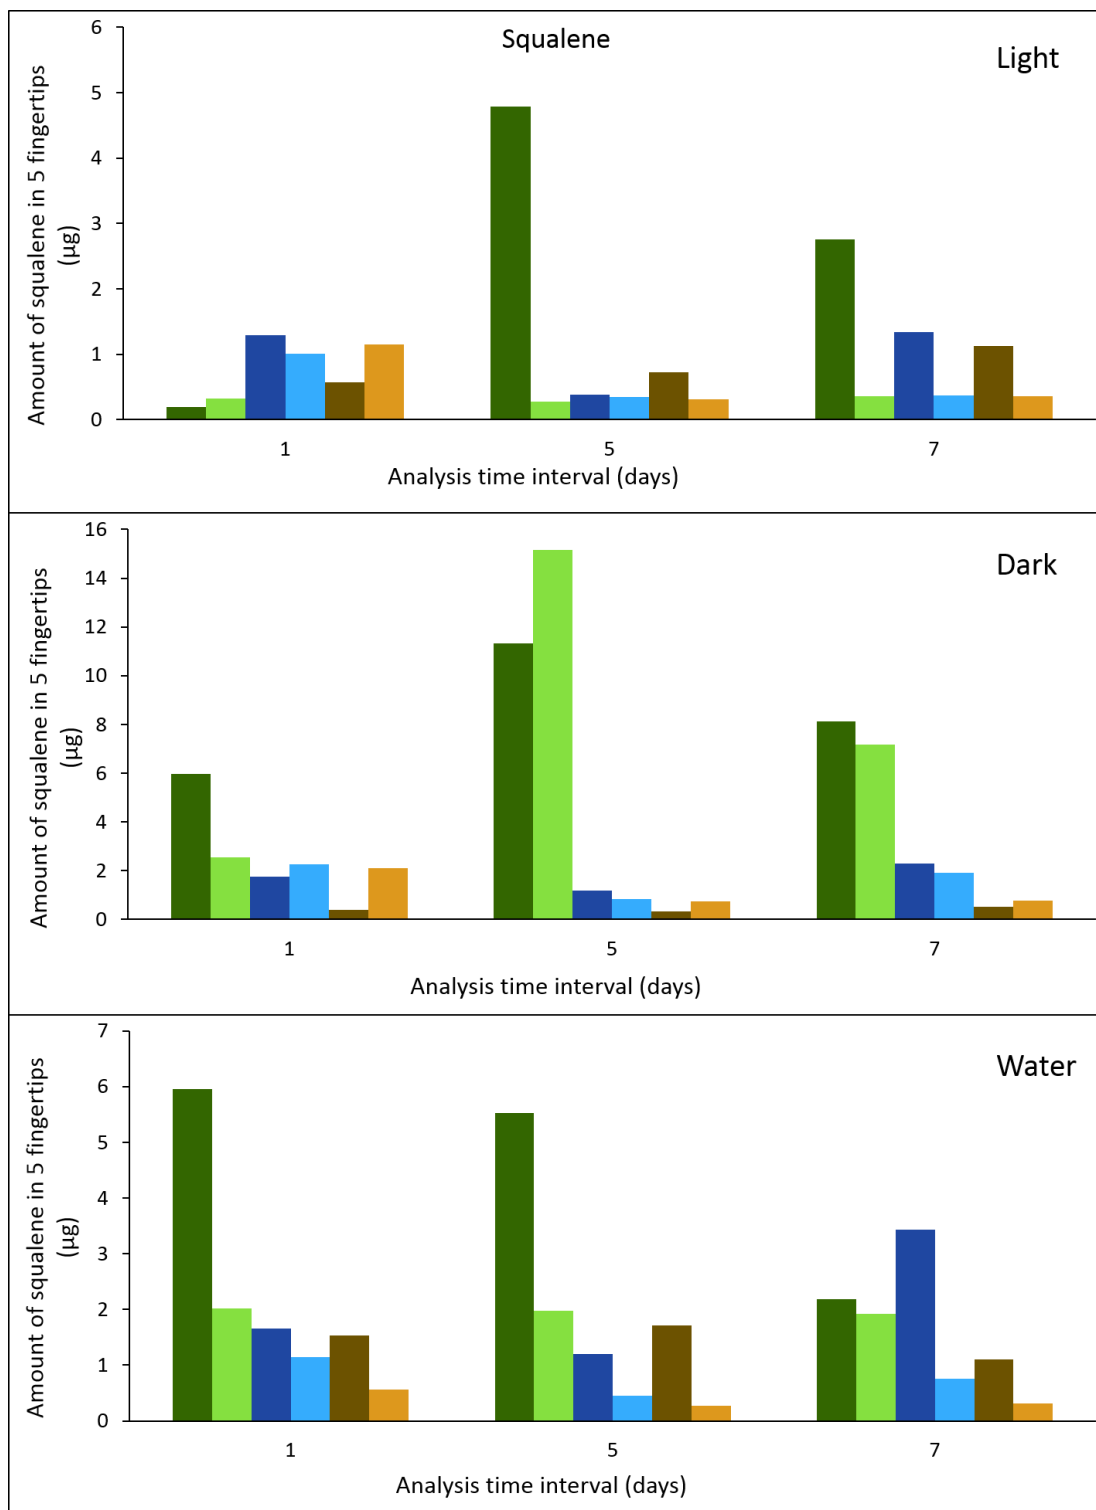 Squalene
Light
Amount of squalene in 5 fingertips
(µg)
6
5
4
3
2
1
0
1 5 7
Analysis time interval (days)
Dark
Amount of squalene in 5 fingertips
(µg)
16
14
12
10
8
6
4
2
0
1 5 7
Analysis time interval (days)
Water
Amount of squalene in 5 fingertips
(µg)
7
6
5
4
3
2
1
0
1 5 7
Analysis time interval (days)